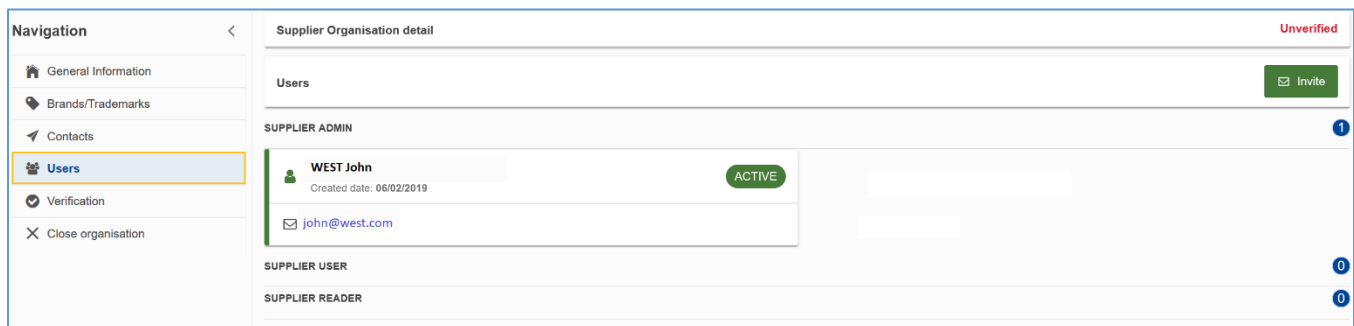 Navigation
General Information
Brands/Trademarks
Contacts
Users
Verification
Close organisation
Supplier Organisation detail Unverified
Users Invite
SUPPLIER ADMIN 1
WEST John
Created date: 06/02/2019
ACTIVE
john@west.com
SUPPLIER USER 0
SUPPLIER READER 0